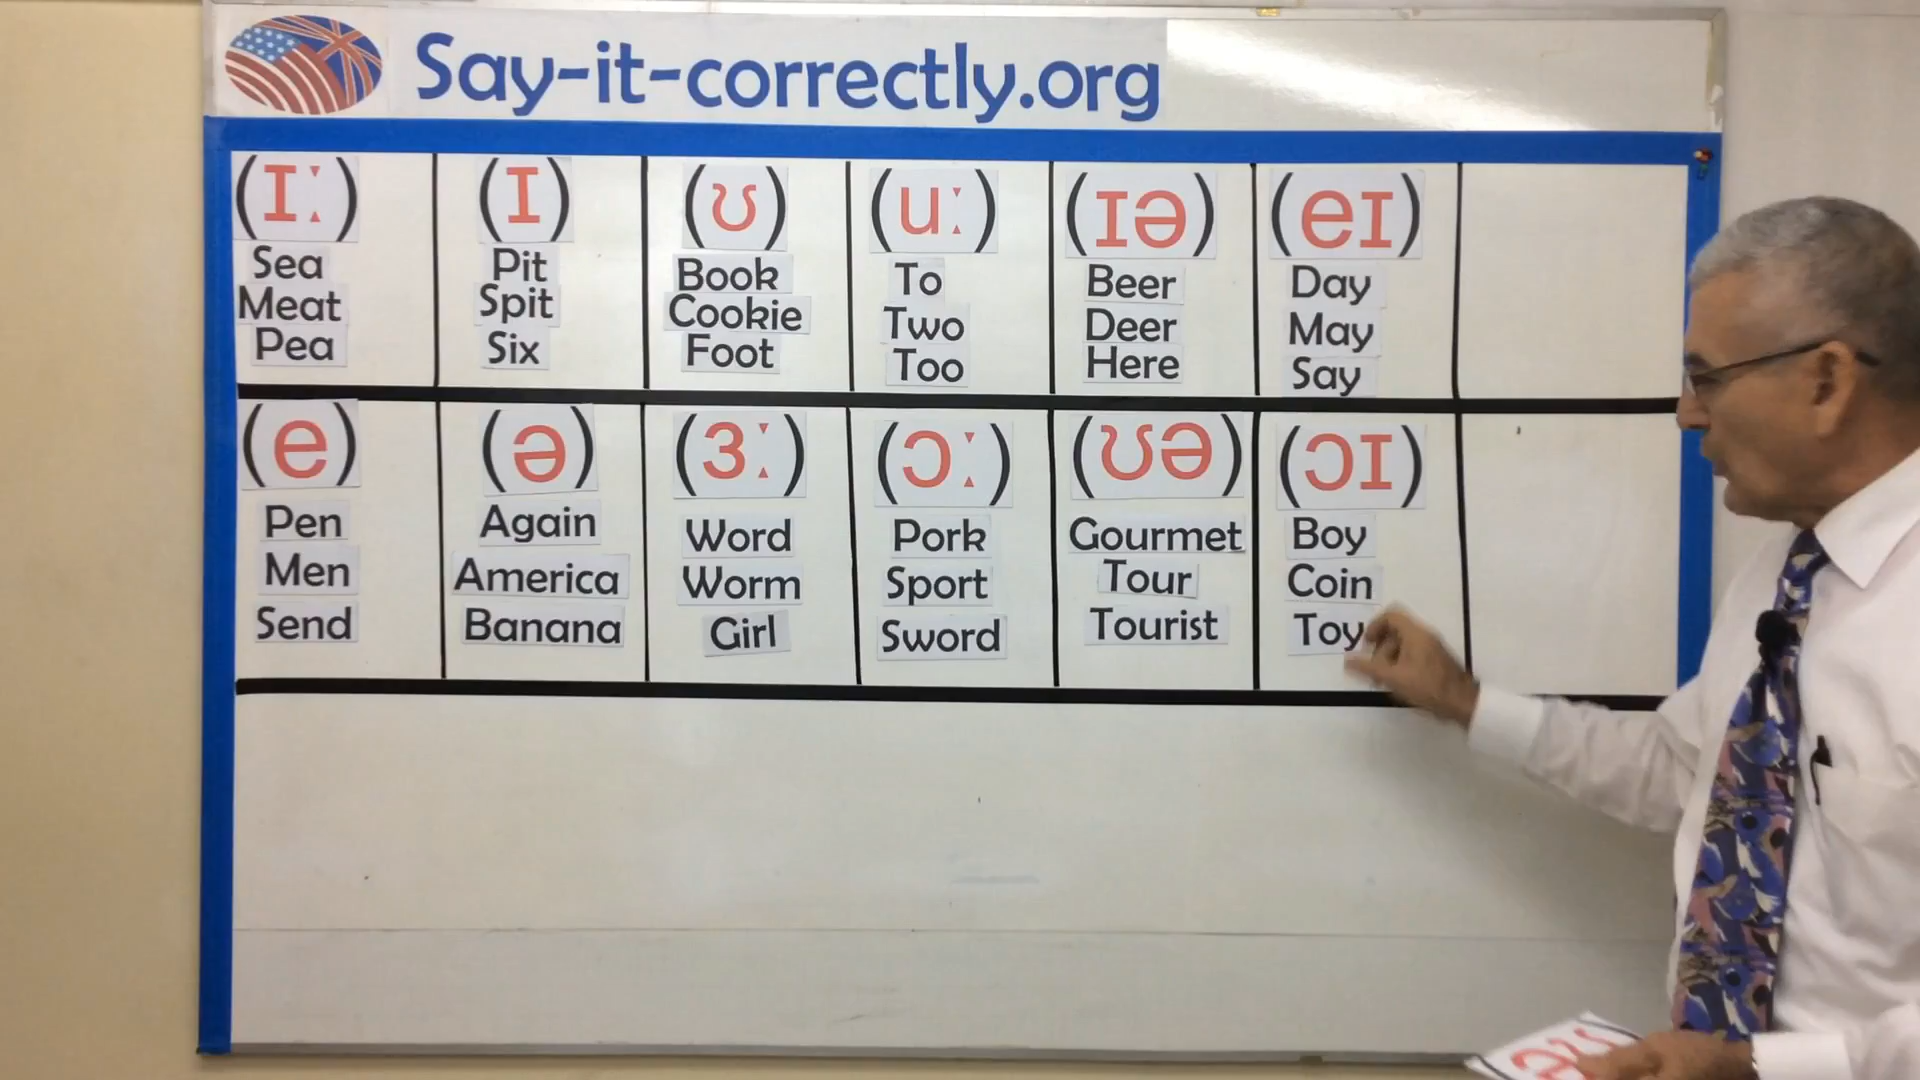 Say-it-correctly.org
(ɪː)
Sea
Meat
Pea
(ɪ)
Pit
Spit
Six
(ʊ)
Book
Cookie
Foot
(uː)
To
Two
Too
(ɪə)
Beer
Deer
Here
(eɪ)
Day
May
Say
(e)
Pen
Men
Send
(ə)
Again
America
Banana
(ɜː)
Word
Worm
Girl
(ɔː)
Pork
Sport
Sword
(ʊə)
Gourmet
Tour
Tourist
(ɔɪ)
Boy
Coin
Toy
əʊ